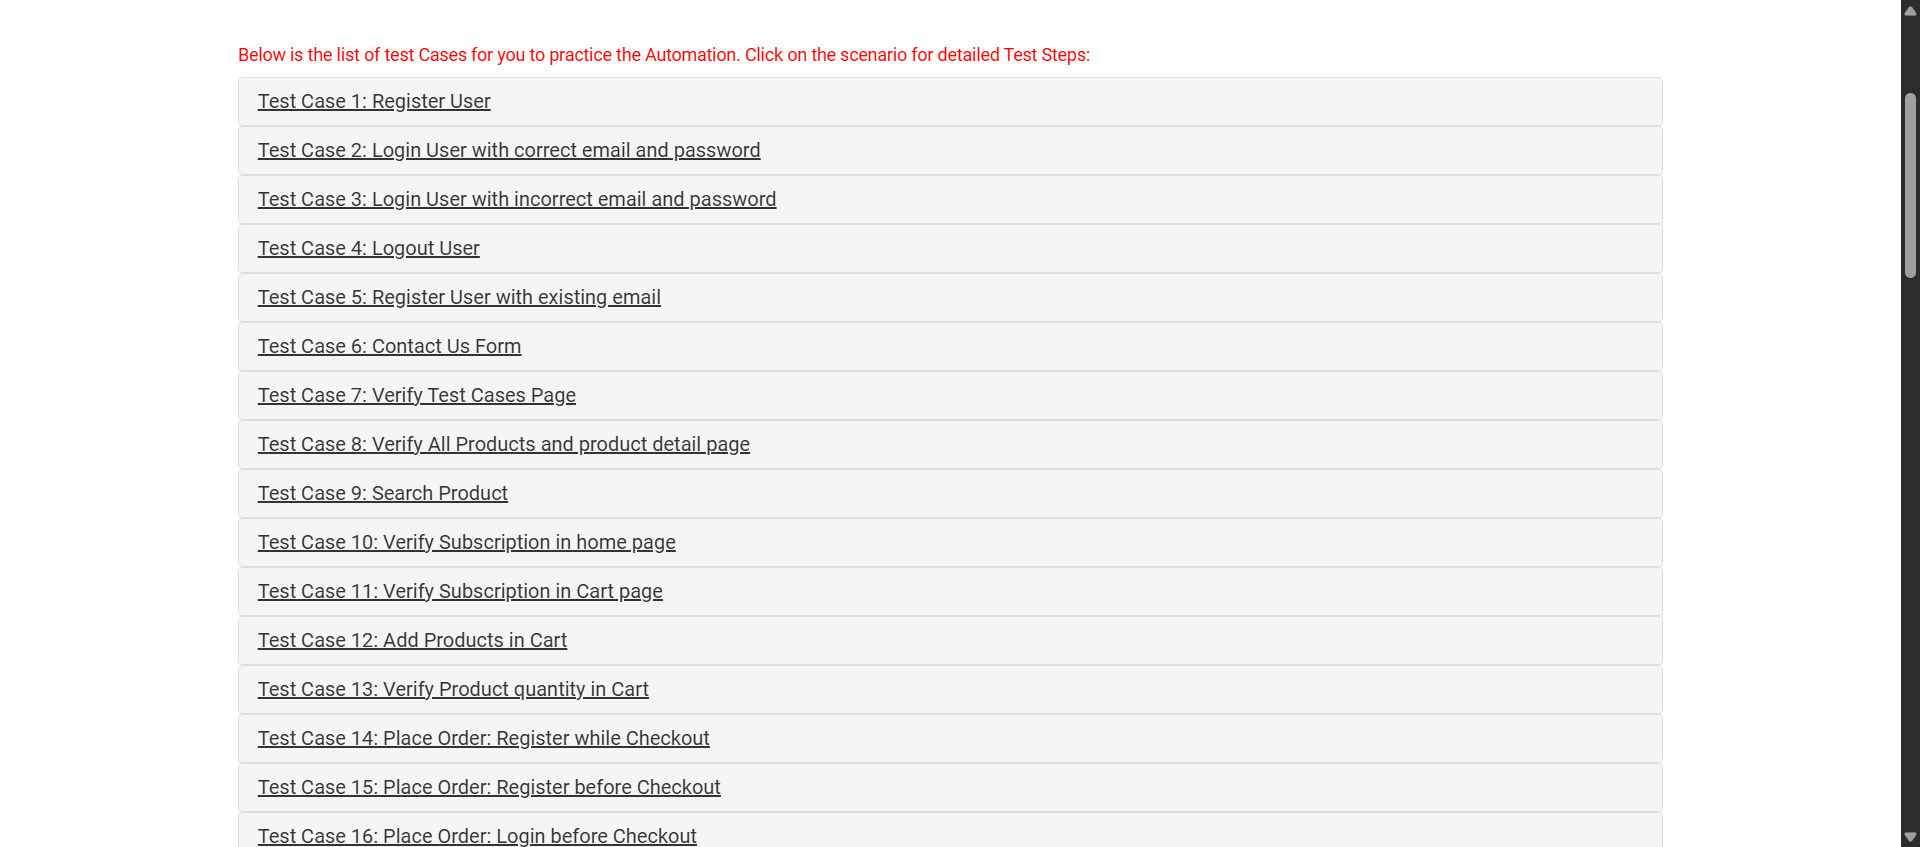 Below is the list of test Cases for you to practice the Automation. Click on the scenario for detailed Test Steps:
Test Case 1: Register User
Test Case 2: Login User with correct email and password
Test Case 3: Login User with incorrect email and password
Test Case 4: Logout User
Test Case 5: Register User with existing email
Test Case 6: Contact Us Form
Test Case 7: Verify Test Cases Page
Test Case 8: Verify All Products and product detail page
Test Case 9: Search Product
Test Case 10: Verify Subscription in home page
Test Case 11: Verify Subscription in Cart page
Test Case 12: Add Products in Cart
Test Case 13: Verify Product quantity in Cart
Test Case 14: Place Order: Register while Checkout
Test Case 15: Place Order: Register before Checkout
Test Case 16: Place Order: Login before Checkout